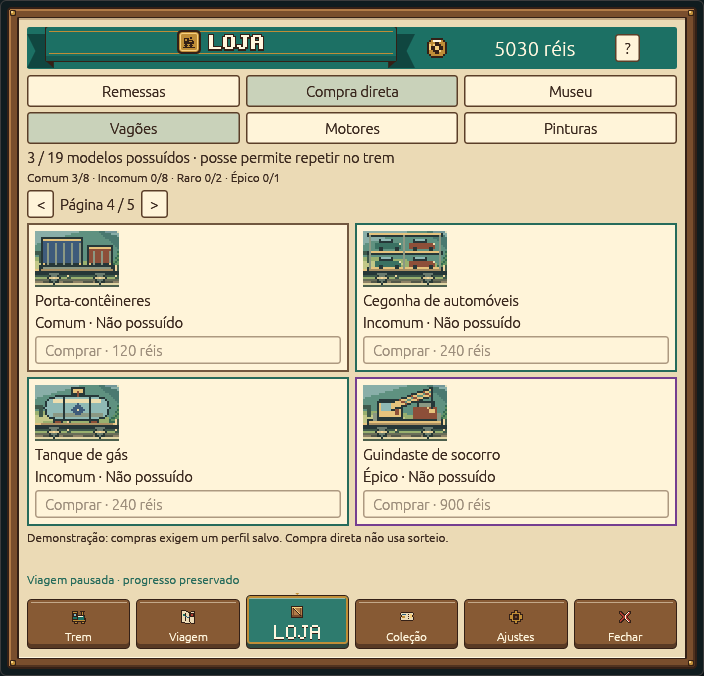 LOJA
5030 réis
?
Remessas
Compra direta
Museu
Vagões
Motores
Pinturas
3 / 19 modelos possuídos · posse permite repetir no trem
Comum 3/8 · Incomum 0/8 · Raro 0/2 · Épico 0/1
< Página 4 / 5 >
Porta-contêineres
Comum · Não possuído
Comprar · 120 réis
Cegonha de automóveis
Incomum · Não possuído
Comprar · 240 réis
Tanque de gás
Incomum · Não possuído
Comprar · 240 réis
Guindaste de socorro
Épico · Não possuído
Comprar · 900 réis
Demonstração: compras exigem um perfil salvo. Compra direta não usa sorteio.
Viagem pausada · progresso preservado
Trem
Viagem
LOJA
Coleção
Ajustes
Fechar